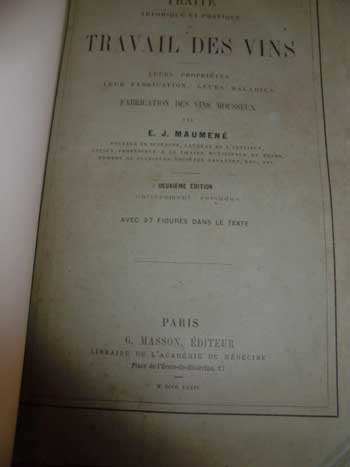 TRAITÉ
THÉORIQUE ET PRATIQUE
DU
TRAVAIL DES VINS
LEURS PROPRIÉTÉS
LEUR FABRICATION, LEURS MALADIES
FABRICATION DES VINS MOUSSEUX
PAR
E. J. MAUMENÉ
DEUXIÈME ÉDITION
AVEC 97 FIGURES DANS LE TEXTE
PARIS
G. MASSON, ÉDITEUR
LIBRAIRE DE L'ACADÉMIE DE MÉDECINE
Place de l'École-de-Médecine, 17